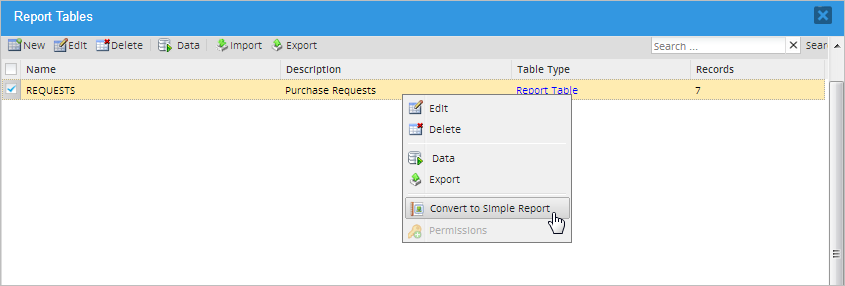 Report Tables
New Edit Delete Data Import Export Search ... Sear
Name Description Table Type Records
REQUESTS Purchase Requests Report Table 7
Edit
Delete
Data
Export
Convert to Simple Report
Permissions